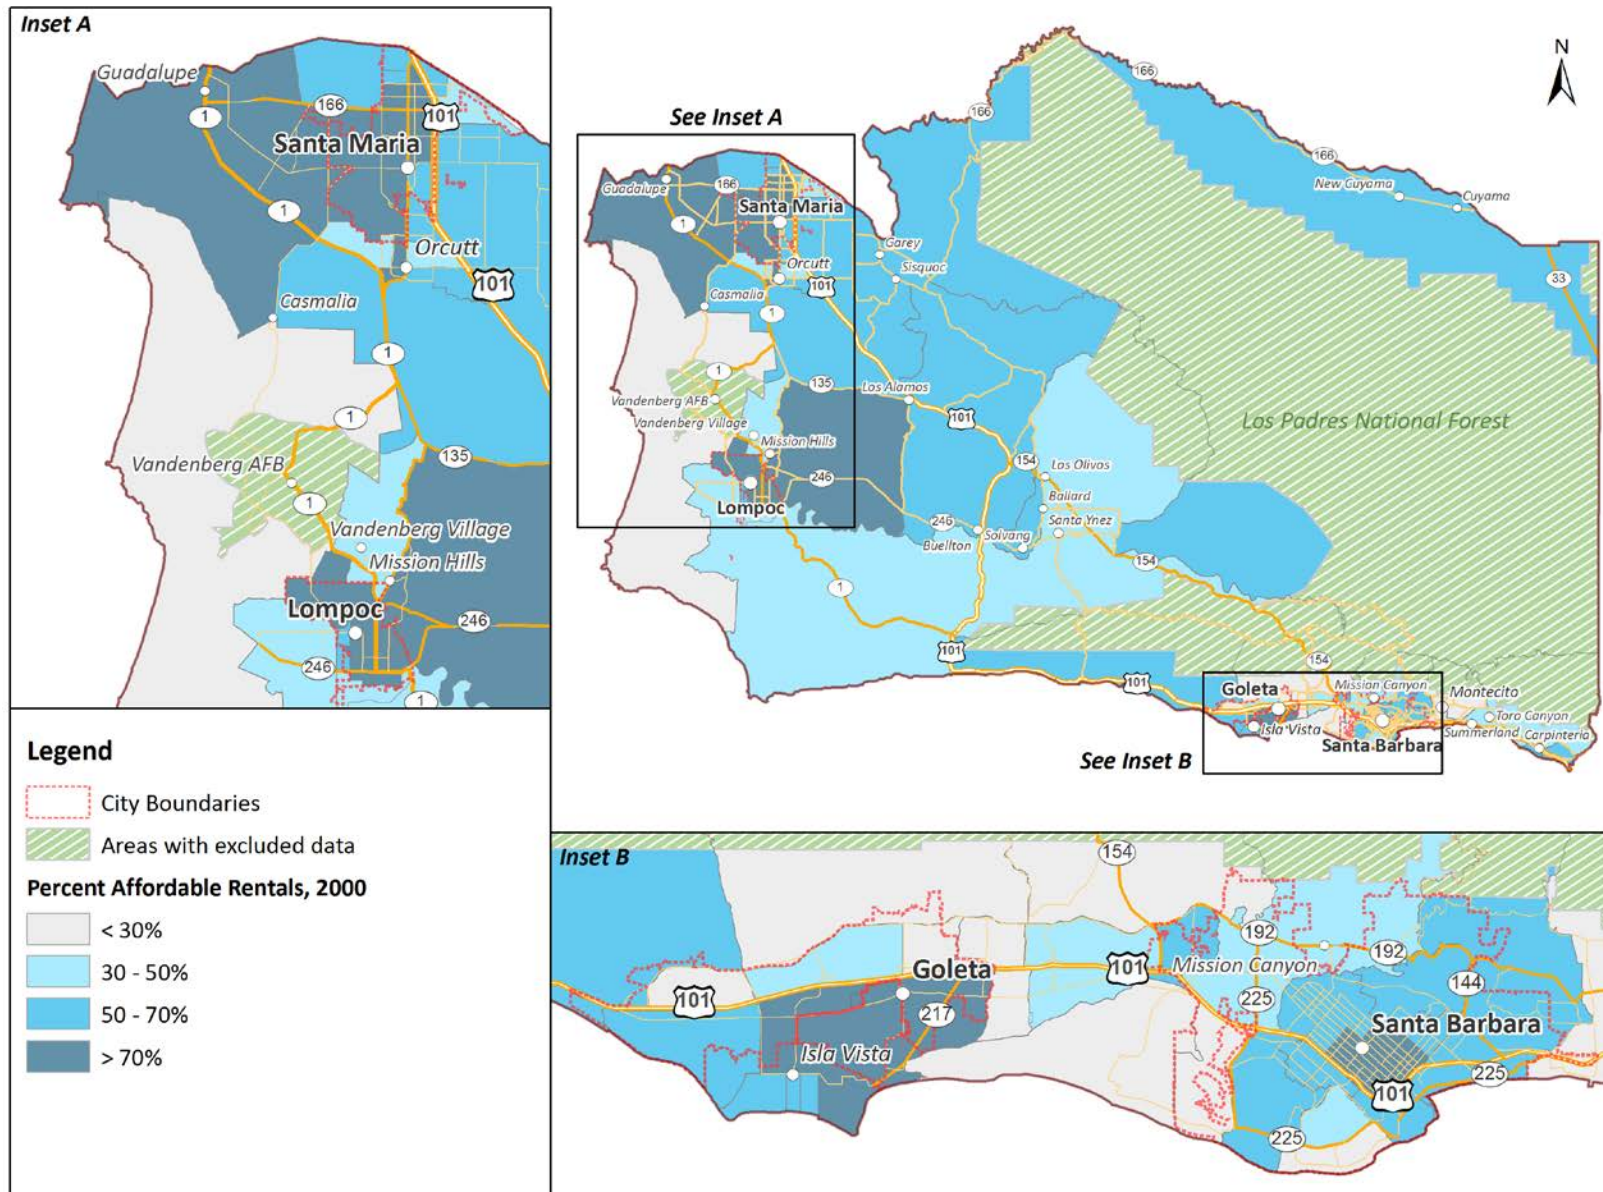 Inset A
Guadalupe
166
1
101
Santa Maria
1
Orcutt
101
Casmalia
1
1
Vandenberg AFB
135
1
Vandenberg Village
Mission Hills
Lompoc
246
246
1
Legend
City Boundaries
Areas with excluded data
Percent Affordable Rentals, 2000
< 30%
30 - 50%
50 - 70%
> 70%
N
See Inset A
166
166
166
New Cuyama
Cuyama
Guadalupe
166
Santa Maria
1
Garey
Sisquoc
Orcutt
101
33
Casmalia
1
1
135
Los Alamos
Vandenberg AFB
101
Los Padres National Forest
Vandenberg Village
Mission Hills
154
Los Olivos
246
Lompoc
Ballard
246
Santa Ynez
Buellton
Solvang
154
1
101
154
101
Goleta
Mission Canyon
Montecito
Isla Vista
Toro Canyon
Summerland
Santa Barbara
Carpinteria
See Inset B
Inset B
154
192
192
Mission Canyon
101
Goleta
101
225
144
217
Santa Barbara
Isla Vista
225
101
225